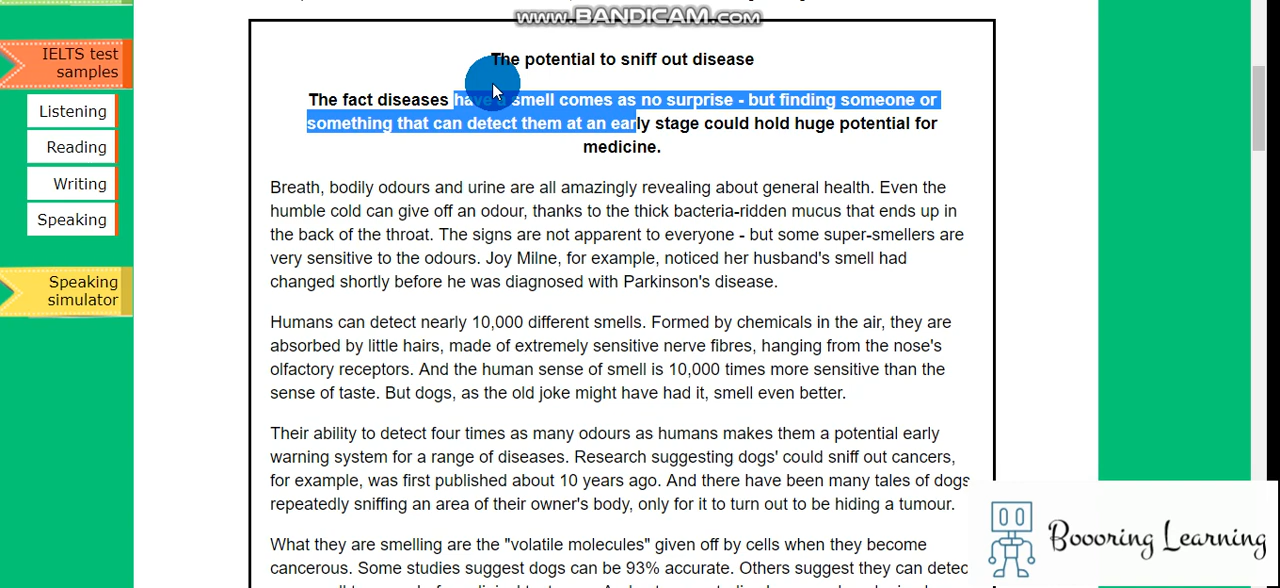 www.BANDICAM.com
IELTS test
samples
Listening
Reading
Writing
Speaking
Speaking
simulator
The potential to sniff out disease
The fact diseases have a smell comes as no surprise - but finding someone or
something that can detect them at an early stage could hold huge potential for
medicine.
Breath, bodily odours and urine are all amazingly revealing about general health. Even the
humble cold can give off an odour, thanks to the thick bacteria-ridden mucus that ends up in
the back of the throat. The signs are not apparent to everyone - but some super-smellers are
very sensitive to the odours. Joy Milne, for example, noticed her husband's smell had
changed shortly before he was diagnosed with Parkinson's disease.
Humans can detect nearly 10,000 different smells. Formed by chemicals in the air, they are
absorbed by little hairs, made of extremely sensitive nerve fibres, hanging from the nose's
olfactory receptors. And the human sense of smell is 10,000 times more sensitive than the
sense of taste. But dogs, as the old joke might have had it, smell even better.
Their ability to detect four times as many odours as humans makes them a potential early
warning system for a range of diseases. Research suggesting dogs' could sniff out cancers,
for example, was first published about 10 years ago. And there have been many tales of dogs
repeatedly sniffing an area of their owner's body, only for it to turn out to be hiding a tumour.
What they are smelling are the "volatile molecules" given off by cells when they become
cancerous. Some studies suggest dogs can be 93% accurate. Others suggest they can detec
Boooring Learning